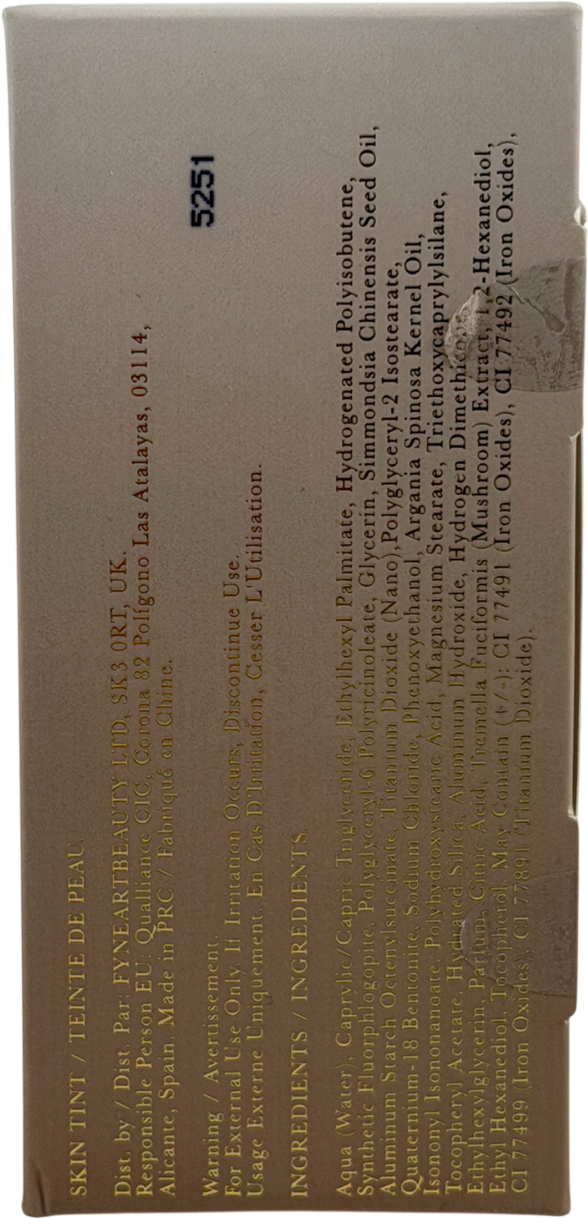 SKIN TINT / TEINTE DE PEAU
Dist. by / Dist. Par: FYNEARTBEAUTY LTD, SK3 0RT, UK.
Responsible Person EU: Qualliance CIC, Corona 82 Polígono Las Atalayas, 03114,
Alicante, Spain. Made in PRC / Fabriqué en Chine.
5251
Warning / Avertissement
For External Use Only. If Irritation Occurs, Discontinue Use.
Usage Externe Uniquement. En Cas D'Irritation, Cesser L'Utilisation.
INGREDIENTS / INGRÉDIENTS
Aqua (Water), Caprylic/Capric Triglyceride, Ethylhexyl Palmitate, Hydrogenated Polyisobutene,
Synthetic Fluorphlogopite, Polyglyceryl-6 Polyricinoleate, Glycerin, Simmondsia Chinensis Seed Oil,
Aluminum Starch Octenylsuccinate, Titanium Dioxide (Nano),Polyglyceryl-2 Isostearate,
Quaternium-18 Bentonite, Sodium Chloride, Phenoxyethanol, Argania Spinosa Kernel Oil,
Isononyl Isononanoate, Polyhydroxystearic Acid, Magnesium Stearate, Triethoxycaprylylsilane,
Tocopheryl Acetate, Hydrated Silica, Aluminum Hydroxide, Hydrogen Dimethicone,
Ethylhexylglycerin, Parfum, Citric Acid, Tremella Fuciformis (Mushroom) Extract, 1,2-Hexanediol,
Ethyl Hexanediol, Tocopherol. May Contain (+/-): CI 77491 (Iron Oxides), CI 77492 (Iron Oxides),
CI 77499 (Iron Oxides), CI 77891 (Titanium Dioxide).